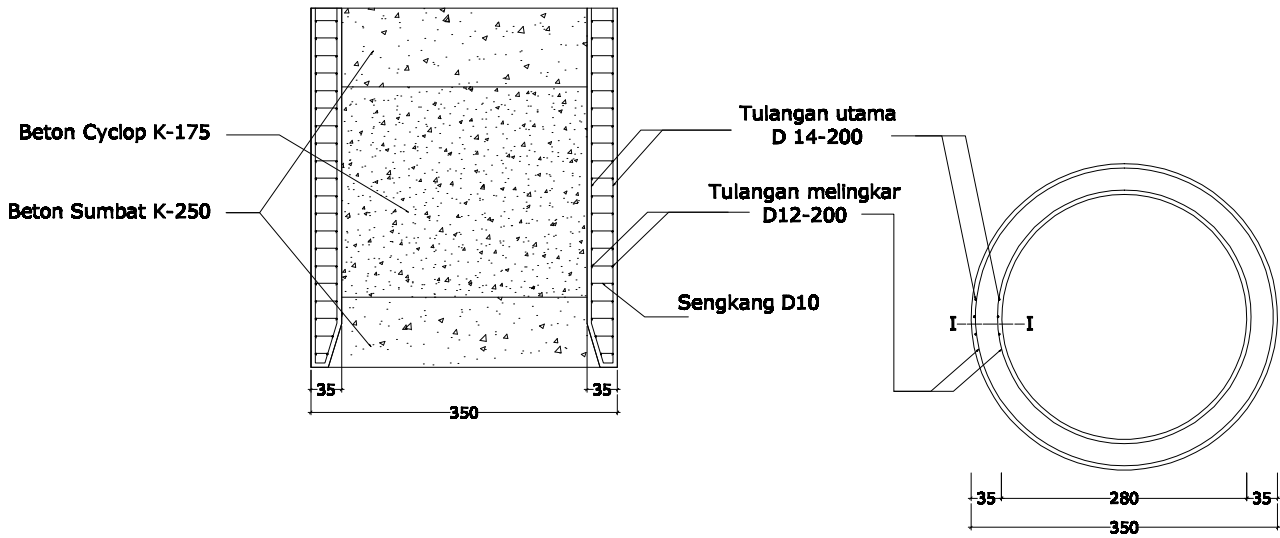 Beton Cyclop K-175
Beton Sumbat K-250
Tulangan utama
D 14-200
Tulangan melingkar
D12-200
Sengkang D10
35
35
350
I
I
35
280
35
350